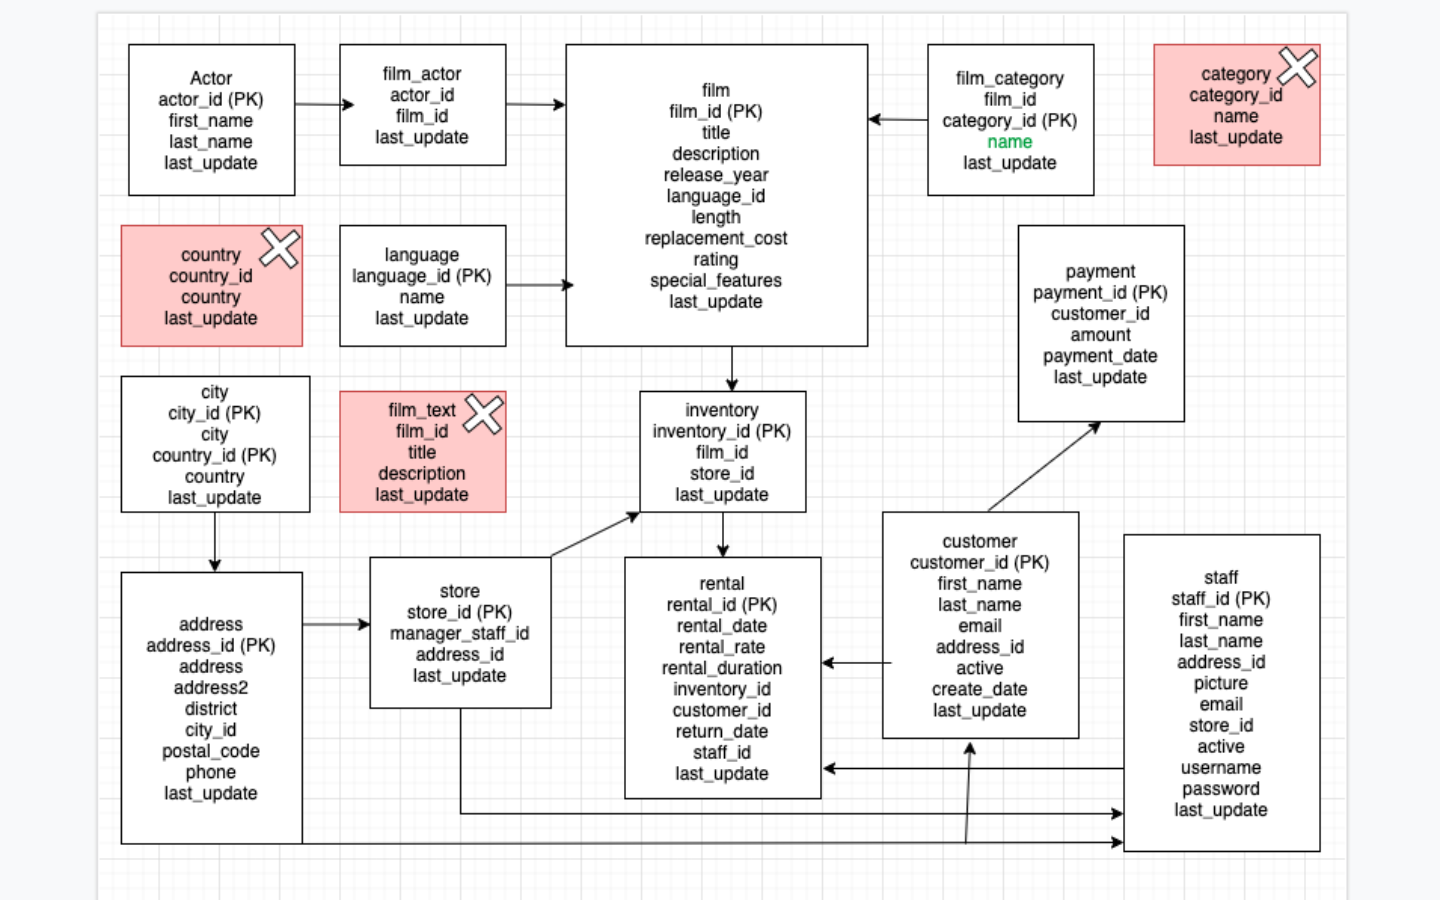 Actor
actor_id (PK)
first_name
last_name
last_update
film_actor
actor_id
film_id
last_update
film
film_id (PK)
title
description
release_year
language_id
length
replacement_cost
rating
special_features
last_update
film_category
film_id
category_id (PK)
name
last_update
category
category_id
name
last_update
country
country_id
country
last_update
language
language_id (PK)
name
last_update
payment
payment_id (PK)
customer_id
amount
payment_date
last_update
city
city_id (PK)
city
country_id (PK)
country
last_update
film_text
film_id
title
description
last_update
inventory
inventory_id (PK)
film_id
store_id
last_update
address
address_id (PK)
address
address2
district
city_id
postal_code
phone
last_update
store
store_id (PK)
manager_staff_id
address_id
last_update
rental
rental_id (PK)
rental_date
rental_rate
rental_duration
inventory_id
customer_id
return_date
staff_id
last_update
customer
customer_id (PK)
first_name
last_name
email
address_id
active
create_date
last_update
staff
staff_id (PK)
first_name
last_name
address_id
picture
email
store_id
active
username
password
last_update